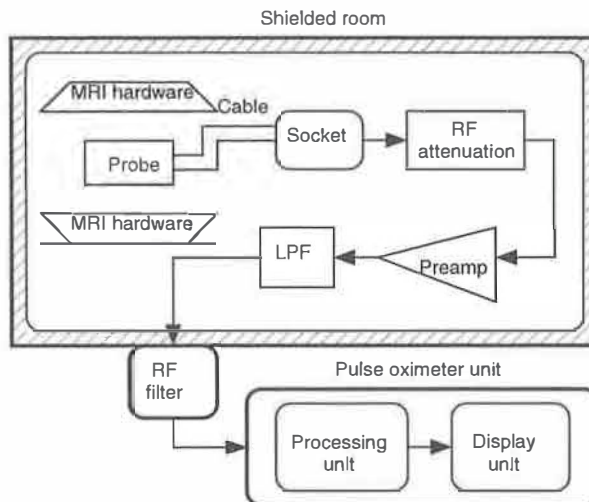 Shielded room
MRI hardware
Cable
Socket
RF
attenuation
Probe
MRI hardware
LPF
Preamp
RF
filter
Pulse oximeter unit
Processing
unit
Display
unit